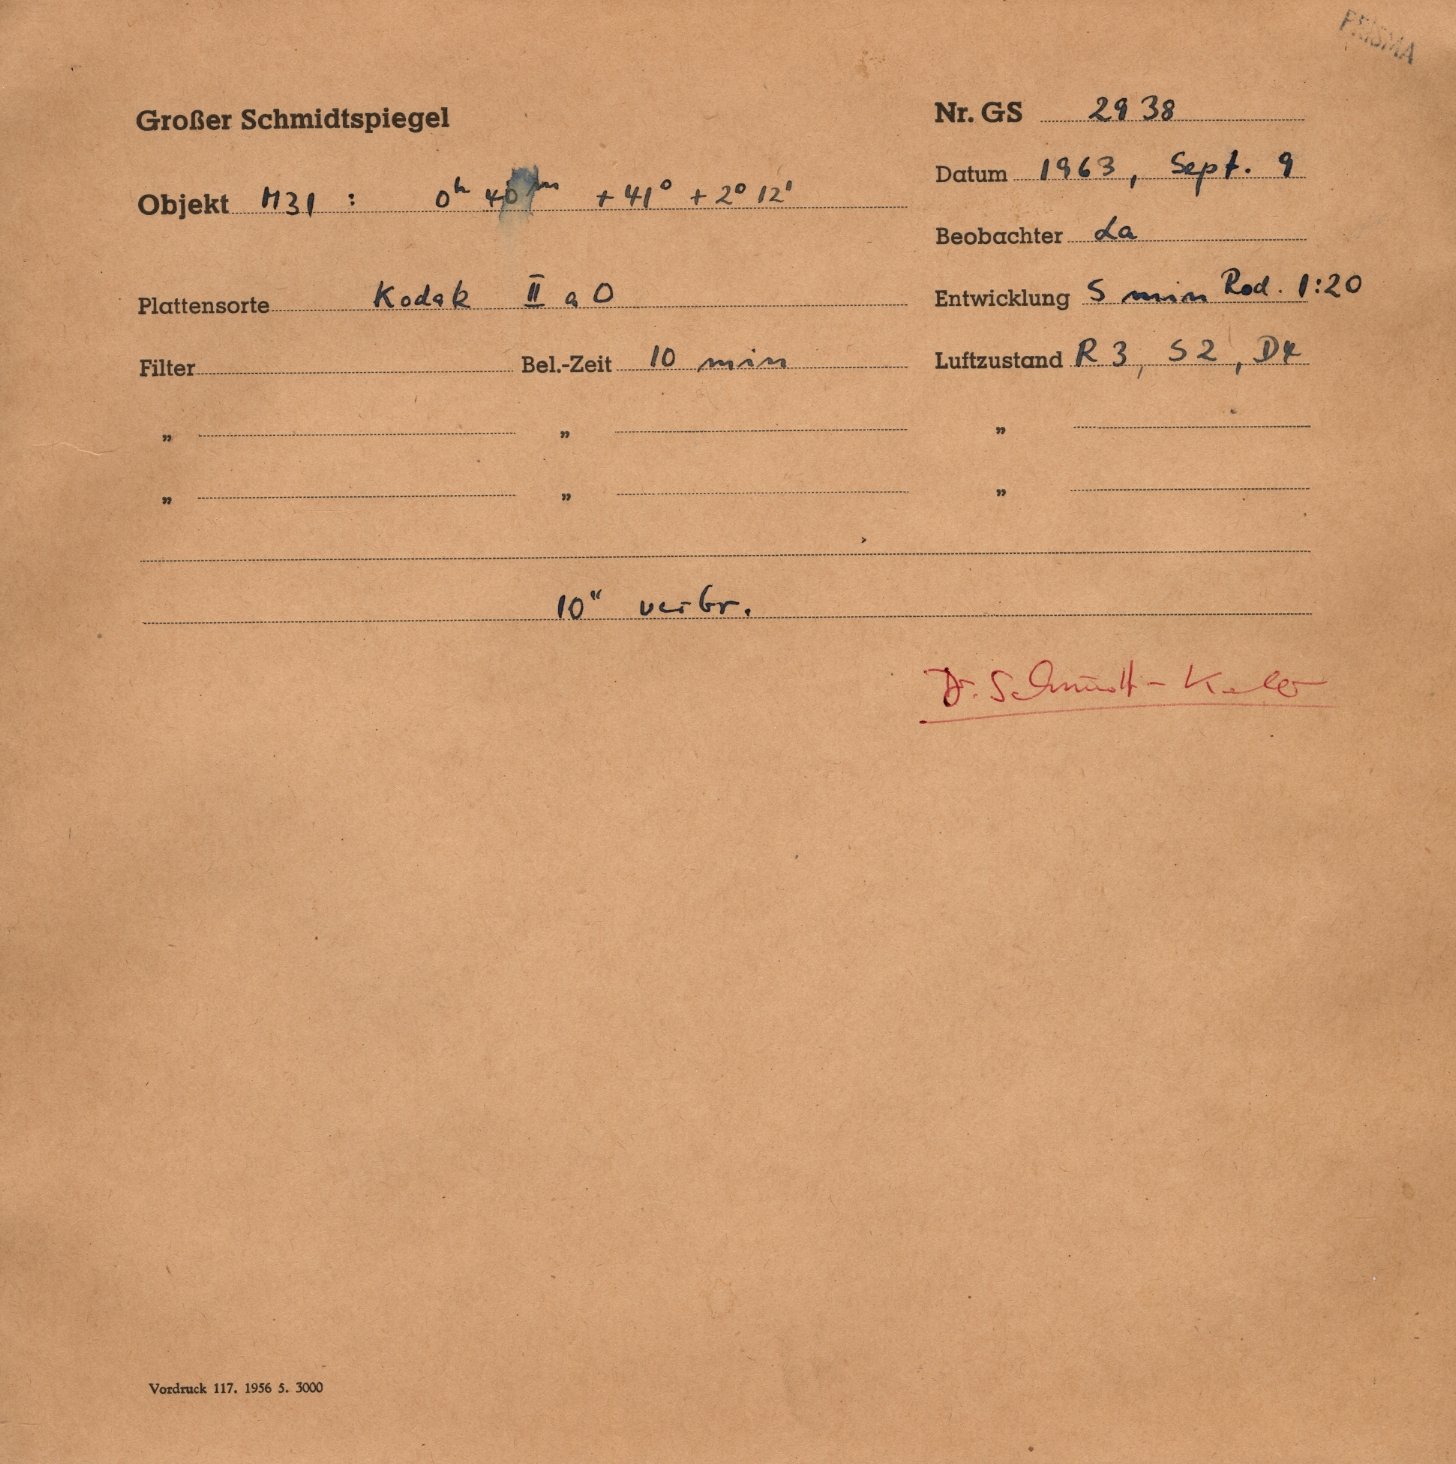 PRISMA
Großer Schmidtspiegel
Nr. GS 2938
Datum 1963, Sept. 9
Objekt M31 : 0h 40m +41° +2° 12'
Beobachter La
Plattensorte Kodak II a O
Entwicklung 5 min Rod. 1:20
Filter Bel.-Zeit 10 min
Luftzustand R 3, S 2, D4
„ „ „
„ „ „
10" verbr.
Dr. Schmidt-Kaler
Vordruck 117. 1956 5. 3000